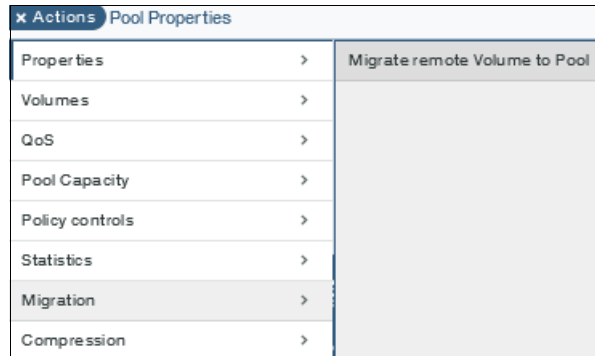 × Actions Pool Properties
Properties >
Migrate remote Volume to Pool
Volumes >
QoS >
Pool Capacity >
Policy controls >
Statistics >
Migration >
Compression >